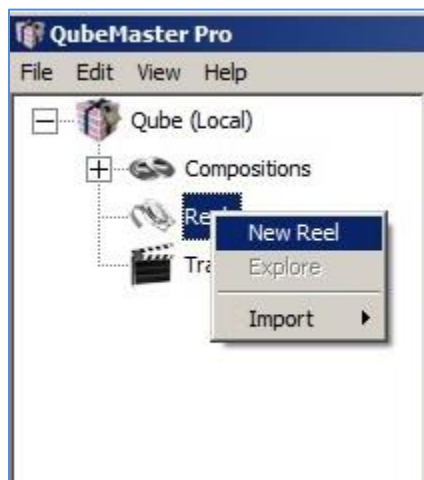 QubeMaster Pro
File Edit View Help
Qube (Local)
Compositions
New Reel
Explore
Import